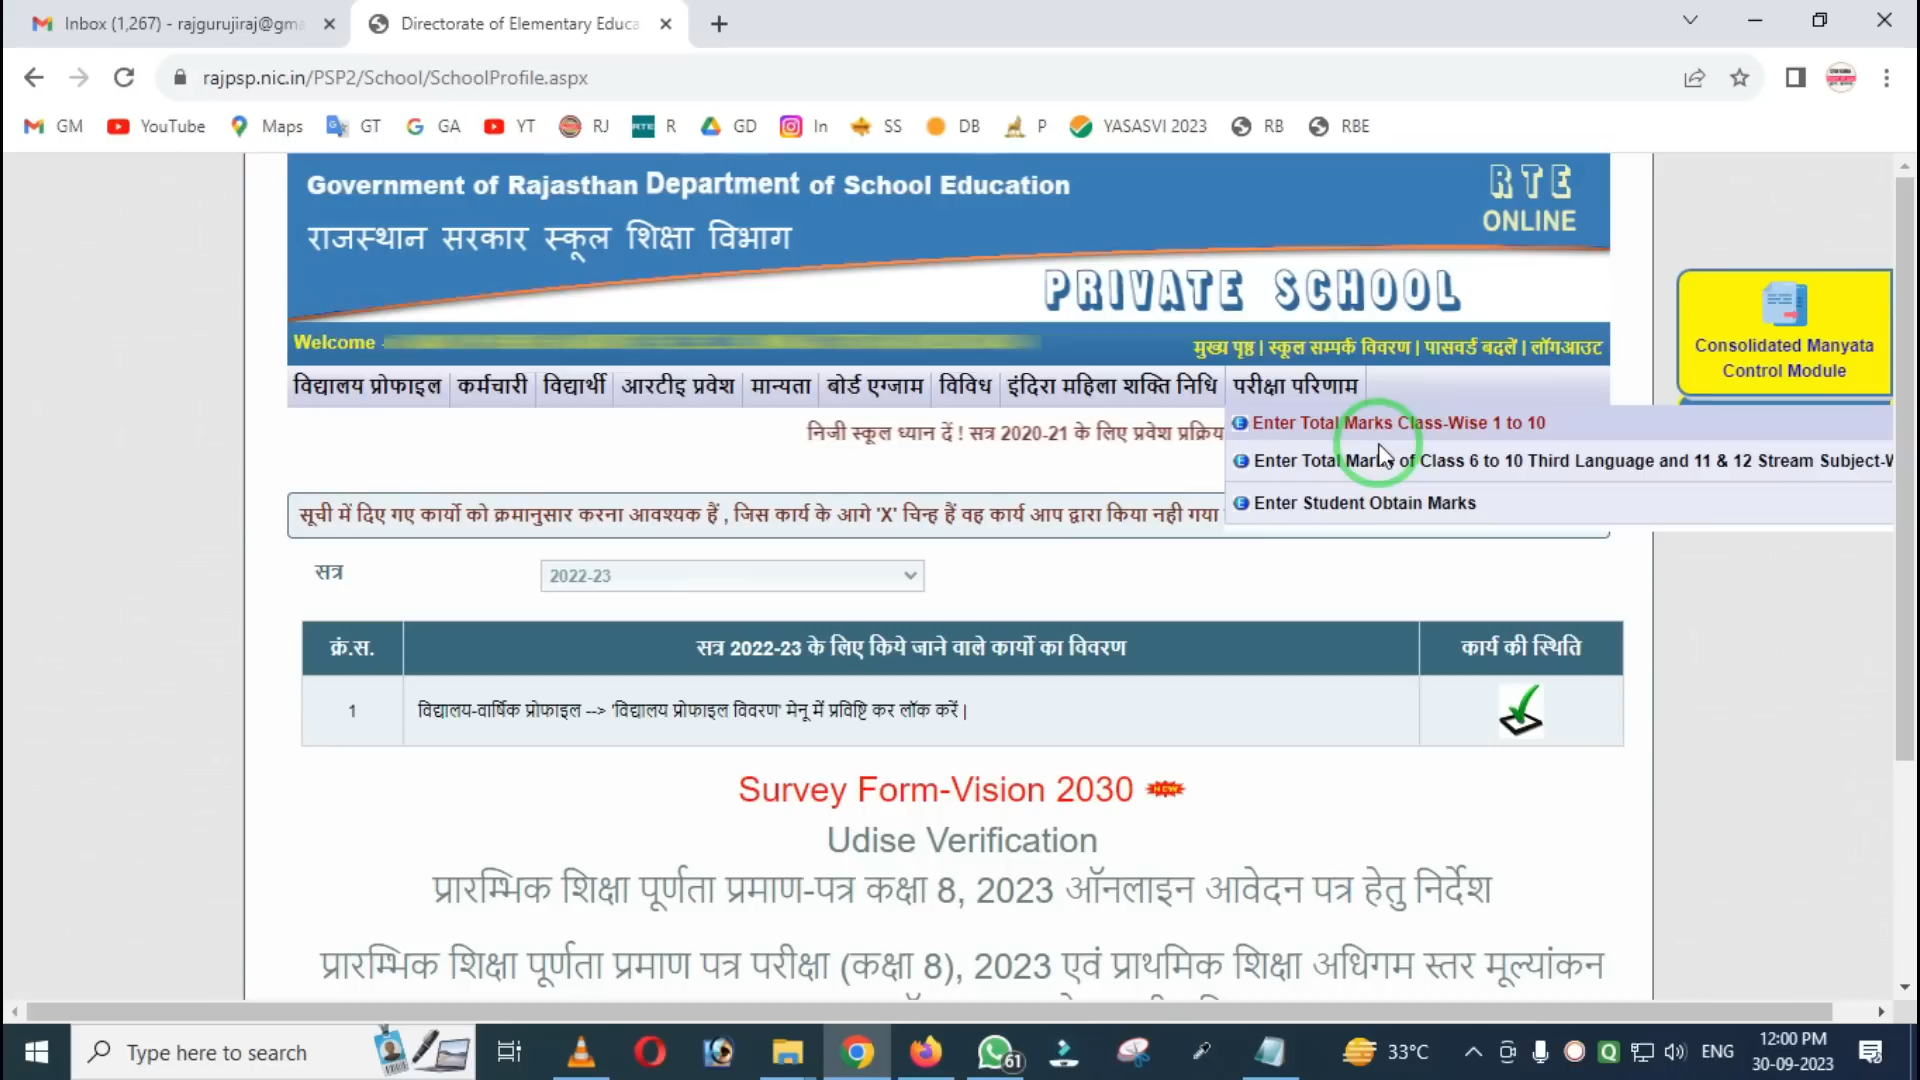 Inbox (1,267) - rajgurujiraj@gma
Directorate of Elementary Educa
rajpsp.nic.in/PSP2/School/SchoolProfile.aspx
GM YouTube Maps GT GA YT RJ RTE R GD In SS DB P YASASVI 2023 RB RBE
Government of Rajasthan Department of School Education
राजस्थान सरकार स्कूल शिक्षा विभाग
RTE
ONLINE
PRIVATE SCHOOL
Welcome
मुख्य पृष्ठ | स्कूल सम्पर्क विवरण | पासवर्ड बदलें | लॉगआउट
Consolidated Manyata
Control Module
विद्यालय प्रोफाइल कर्मचारी विद्यार्थी आरटीइ प्रवेश मान्यता बोर्ड एग्जाम विविध इंदिरा महिला शक्ति निधि परीक्षा परिणाम
Enter Total Marks Class-Wise 1 to 10
निजी स्कूल ध्यान दें ! सत्र 2020-21 के लिए प्रवेश प्रक्रिय
Enter Total Marks of Class 6 to 10 Third Language and 11 & 12 Stream Subject-W
Enter Student Obtain Marks
सूची में दिए गए कार्यो को क्रमानुसार करना आवश्यक हैं , जिस कार्य के आगे 'X' चिन्ह हैं वह कार्य आप द्वारा किया नही गया
सत्र 2022-23
क्रं.स. सत्र 2022-23 के लिए किये जाने वाले कार्यो का विवरण कार्य की स्थिति
1 विद्यालय-वार्षिक प्रोफाइल --> 'विद्यालय प्रोफाइल विवरण' मेनू में प्रविष्टि कर लॉक करें |
Survey Form-Vision 2030 NEW
Udise Verification
प्रारम्भिक शिक्षा पूर्णता प्रमाण-पत्र कक्षा 8, 2023 ऑनलाइन आवेदन पत्र हेतु निर्देश
प्रारम्भिक शिक्षा पूर्णता प्रमाण पत्र परीक्षा (कक्षा 8), 2023 एवं प्राथमिक शिक्षा अधिगम स्तर मूल्यांकन
Type here to search
61
33°C
ENG
12:00 PM
30-09-2023